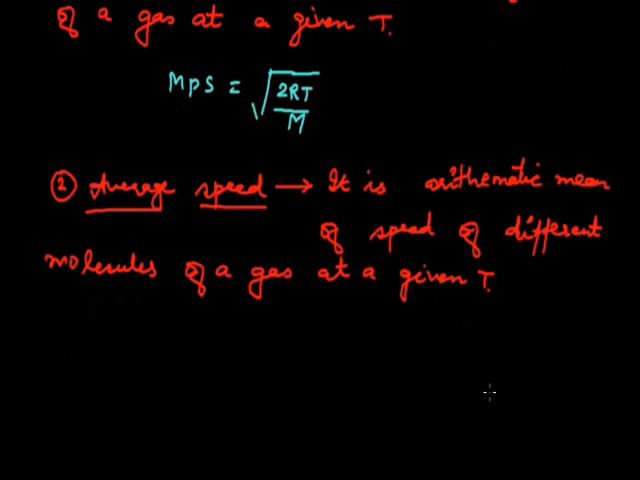 of a gas at a given T.
MPS = √(2RT/M)
② Average speed → It is arithematic mean
of speed of different
molecules of a gas at a given T.